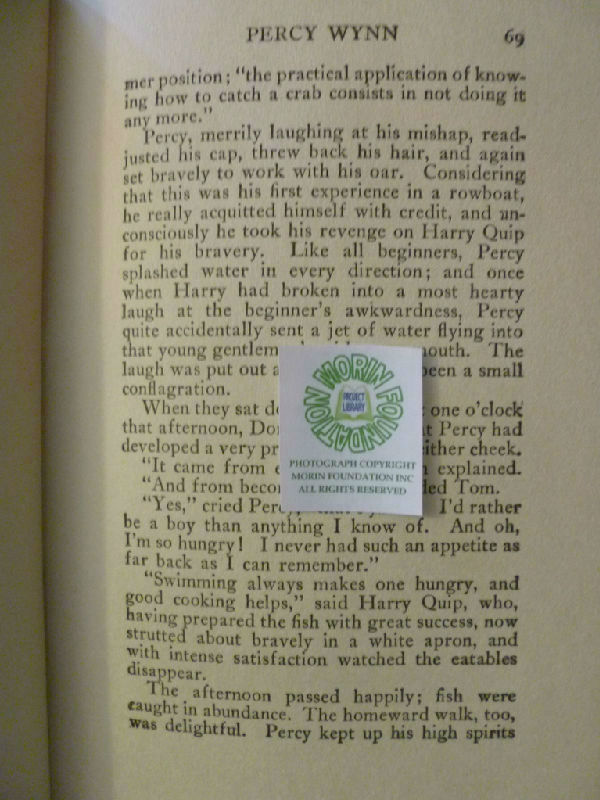 PERCY WYNN 69
mer position; "the practical application of know-
ing how to catch a crab consists in not doing it
any more."
Percy, merrily laughing at his mishap, read-
justed his cap, threw back his hair, and again
set bravely to work with his oar. Considering
that this was his first experience in a rowboat,
he really acquitted himself with credit, and un-
consciously he took his revenge on Harry Quip
for his bravery. Like all beginners, Percy
splashed water in every direction; and once
when Harry had broken into a most hearty
laugh at the beginner's awkwardness, Percy
quite accidentally sent a jet of water flying into
that young gentlem mouth. The
laugh was put out a been a small
conflagration.
When they sat do one o'clock
that afternoon, Do Percy had
developed a very pr either cheek.
"It came from explained.
"And from beco ded Tom.
"Yes," cried Perc I'd rather
be a boy than anything I know of. And oh,
I'm so hungry! I never had such an appetite as
far back as I can remember."
"Swimming always makes one hungry, and
good cooking helps," said Harry Quip, who,
having prepared the fish with great success, now
strutted about bravely in a white apron, and
with intense satisfaction watched the eatables
disappear.
The afternoon passed happily; fish were
caught in abundance. The homeward walk, too,
was delightful. Percy kept up his high spirits
MORIN FOUNDATION
PROJECT
LIBRARY
PHOTOGRAPH COPYRIGHT
MORIN FOUNDATION INC
ALL RIGHTS RESERVED